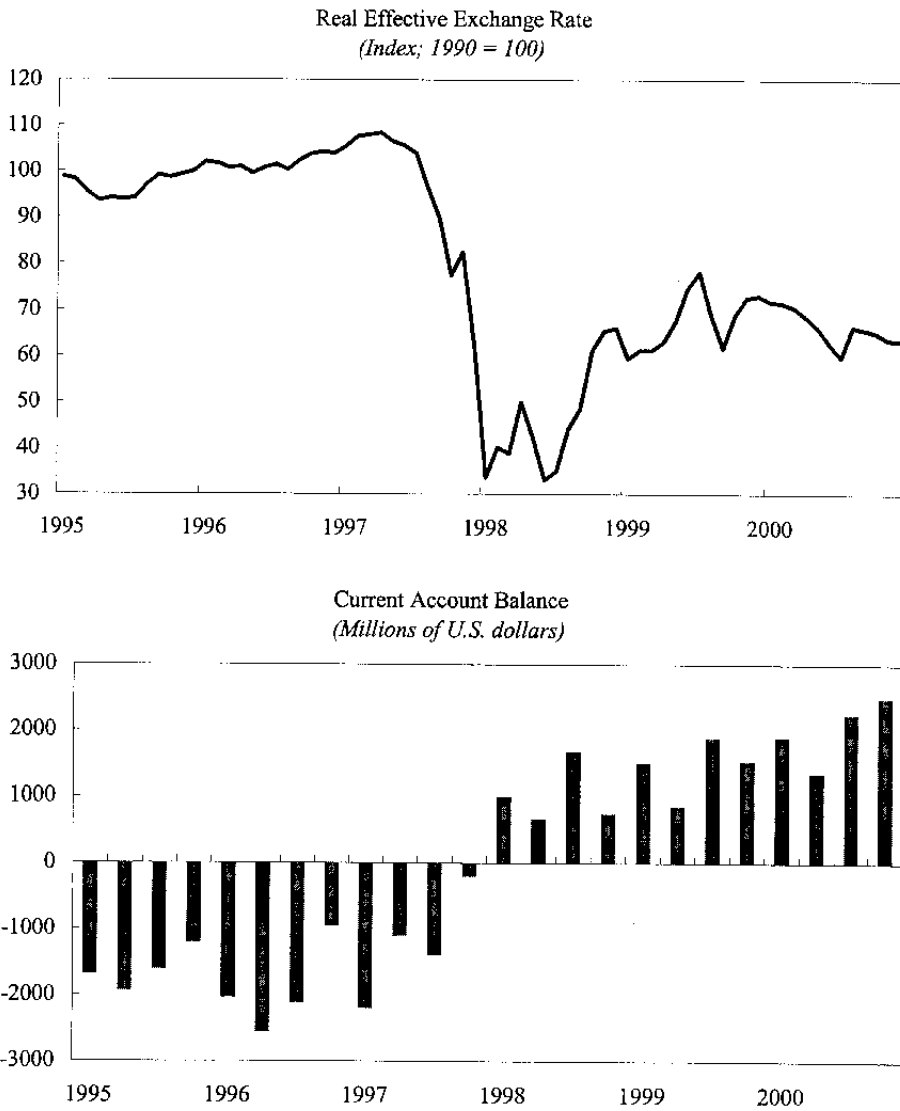 Real Effective Exchange Rate
(Index; 1990 = 100)
120
110
100
90
80
70
60
50
40
30
1995 1996 1997 1998 1999 2000
Current Account Balance
(Millions of U.S. dollars)
3000
2000
1000
0
-1000
-2000
-3000
1995 1996 1997 1998 1999 2000